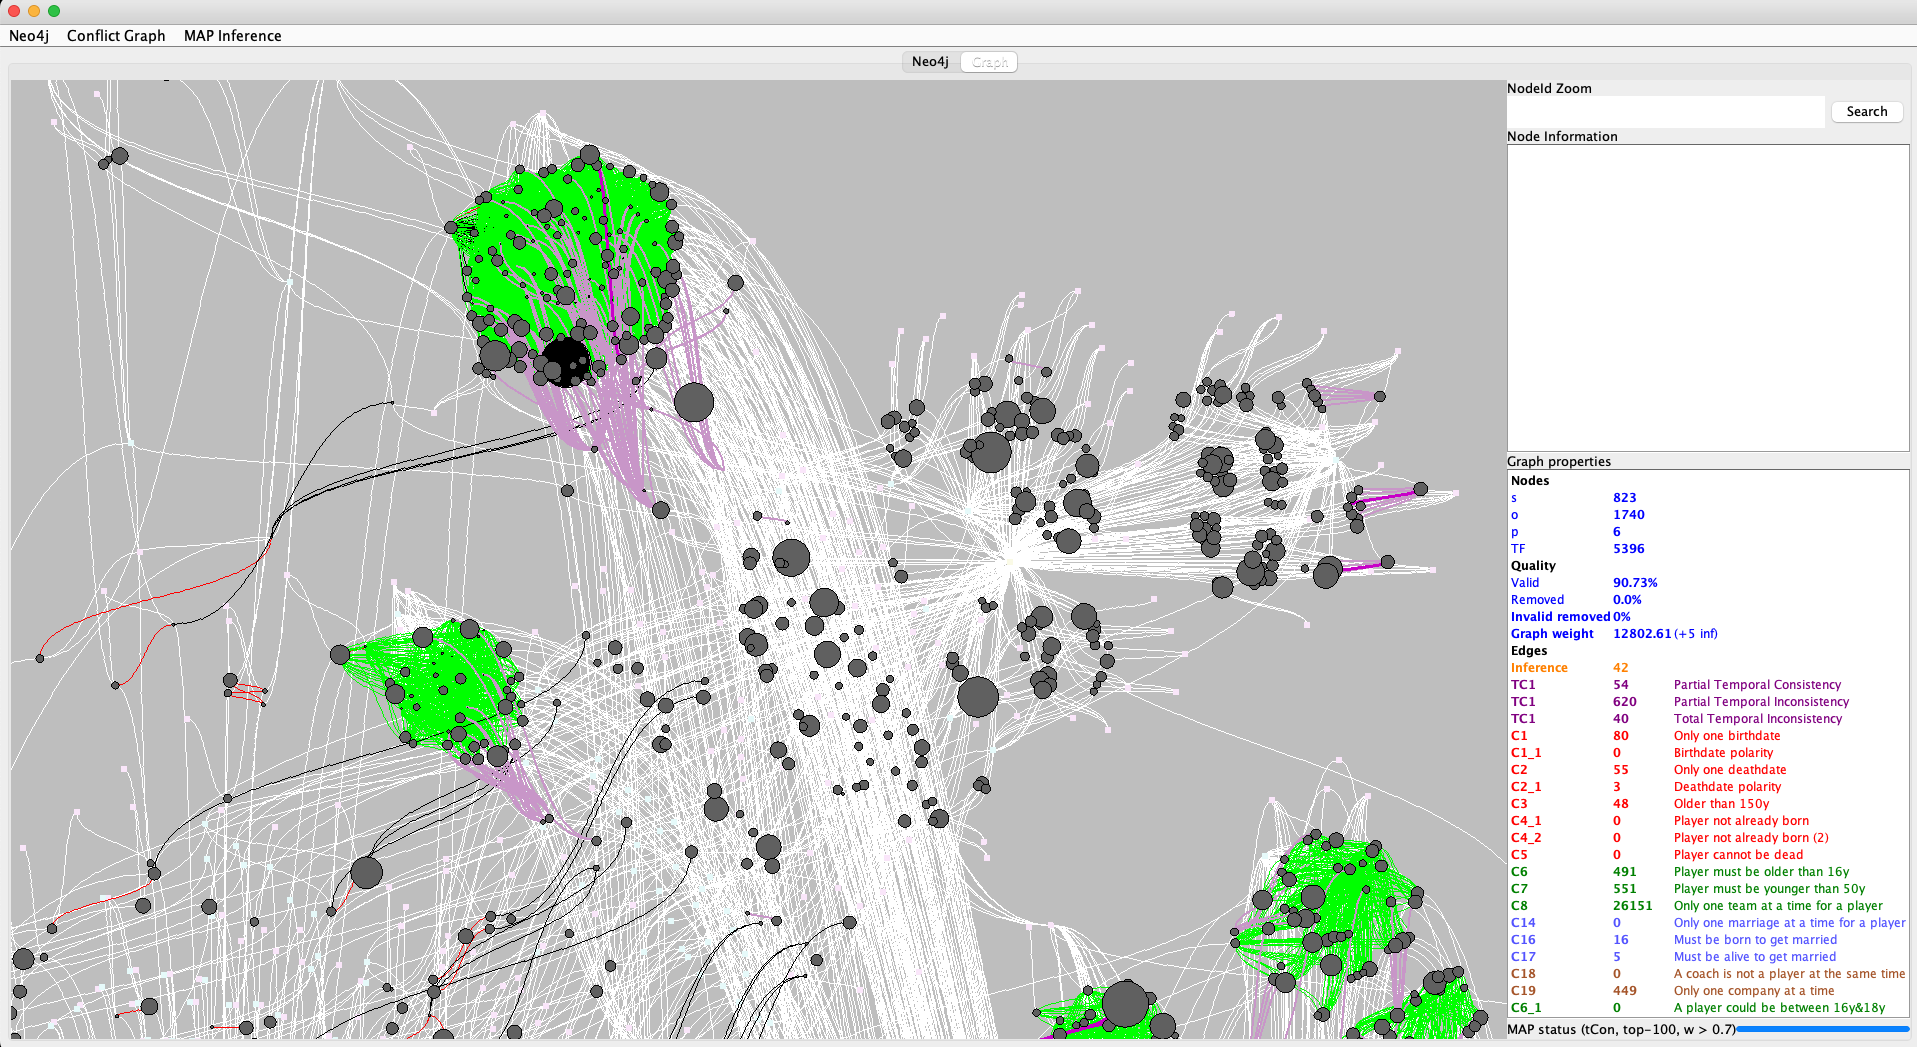 Neo4j Conflict Graph MAP Inference
Neo4j Graph
NodeId Zoom
Search
Node Information
Graph properties
Nodes
s 823
o 1740
p 6
TF 5396
Quality
Valid 90.73%
Removed 0.0%
Invalid removed 0%
Graph weight 12802.61 (+5 inf)
Edges
Inference 42
TC1 54 Partial Temporal Consistency
TC1 620 Partial Temporal Inconsistency
TC1 40 Total Temporal Inconsistency
C1 80 Only one birthdate
C1_1 0 Birthdate polarity
C2 55 Only one deathdate
C2_1 3 Deathdate polarity
C3 48 Older than 150y
C4_1 0 Player not already born
C4_2 0 Player not already born (2)
C5 0 Player cannot be dead
C6 491 Player must be older than 16y
C7 551 Player must be younger than 50y
C8 26151 Only one team at a time for a player
C14 0 Only one marriage at a time for a player
C16 16 Must be born to get married
C17 5 Must be alive to get married
C18 0 A coach is not a player at the same time
C19 449 Only one company at a time
C6_1 0 A player could be between 16y&18y
MAP status (tCon, top-100, w > 0.7)